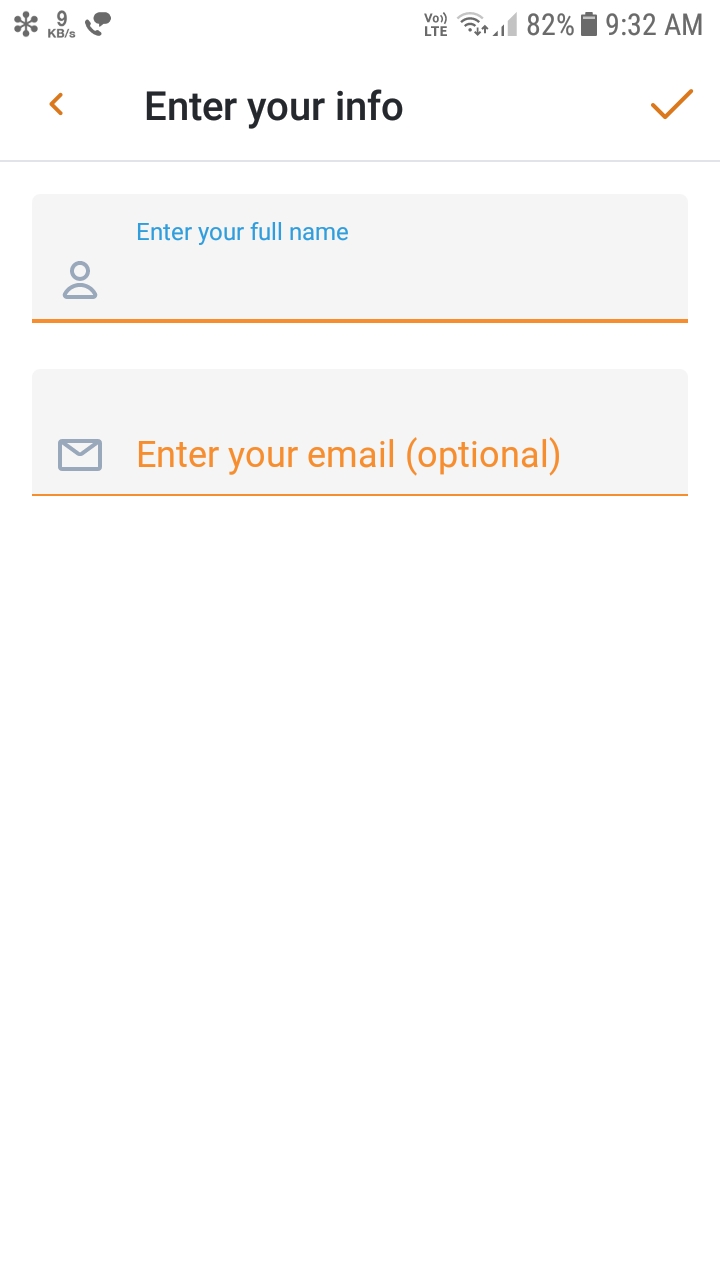 9
KB/s
Vo))
LTE
82%
9:32 AM
Enter your info
Enter your full name
Enter your email (optional)